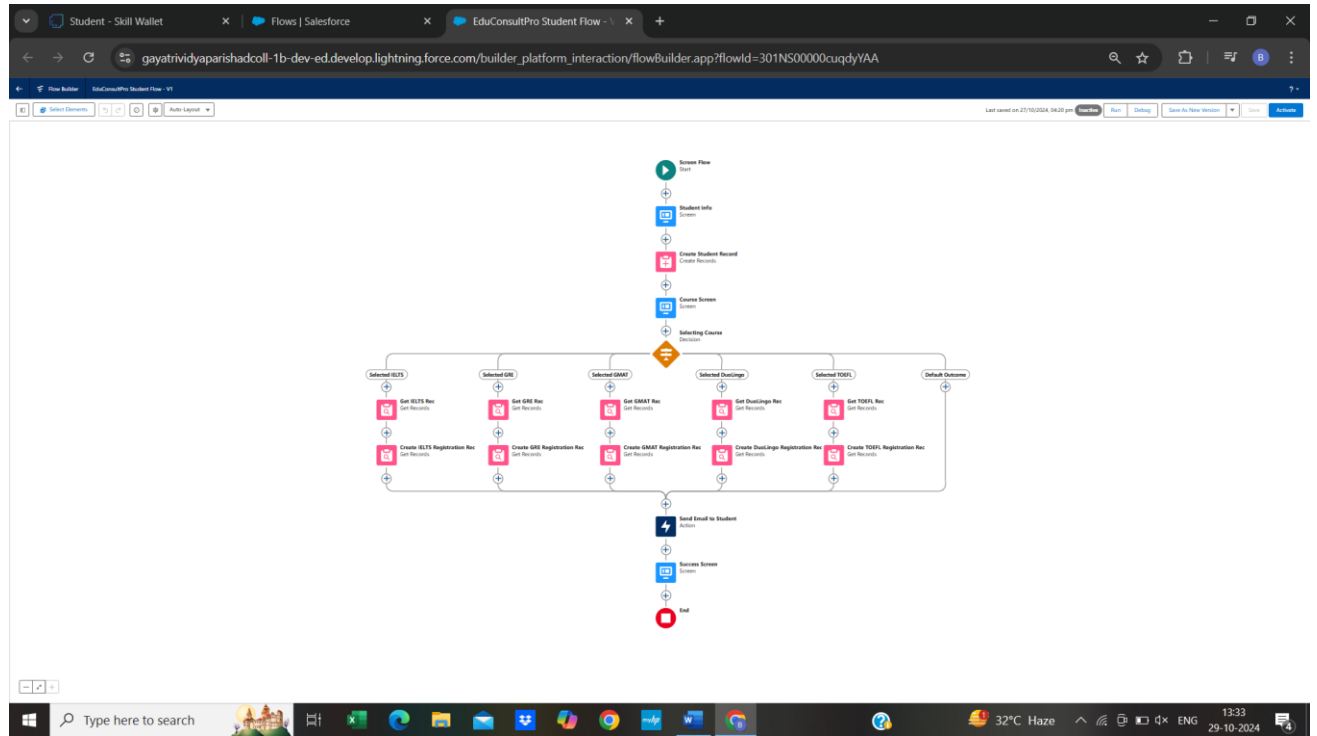 Student - Skill Wallet
Flows | Salesforce
EduConsultPro Student Flow - V
gayatrividyaparishadcoll-1b-dev-ed.develop.lightning.force.com/builder_platform_interaction/flowBuilder.app?flowId=301NS00000cuqdyYAA
B
Flow Builder EduConsultPro Student Flow - V1
?
Select Elements
Auto-Layout
Last saved on 27/10/2024, 04:20 pm
Inactive
Run
Debug
Save As New Version
Save
Activate
Screen Flow
Start
Student Info
Screen
Create Student Record
Create Records
Course Screen
Screen
Selecting Course
Decision
Selected IELTS
Selected GRE
Selected GMAT
Selected DuoLingo
Selected TOEFL
Default Outcome
Get IELTS Rec
Get Records
Get GRE Rec
Get Records
Get GMAT Rec
Get Records
Get DuoLingo Rec
Get Records
Get TOEFL Rec
Get Records
Create IELTS Registration Rec
Get Records
Create GRE Registration Rec
Get Records
Create GMAT Registration Rec
Get Records
Create DuoLingo Registration Rec
Get Records
Create TOEFL Registration Rec
Get Records
Send Email to Student
Action
Success Screen
Screen
End
Type here to search
32°C Haze
ENG
13:33
29-10-2024
4